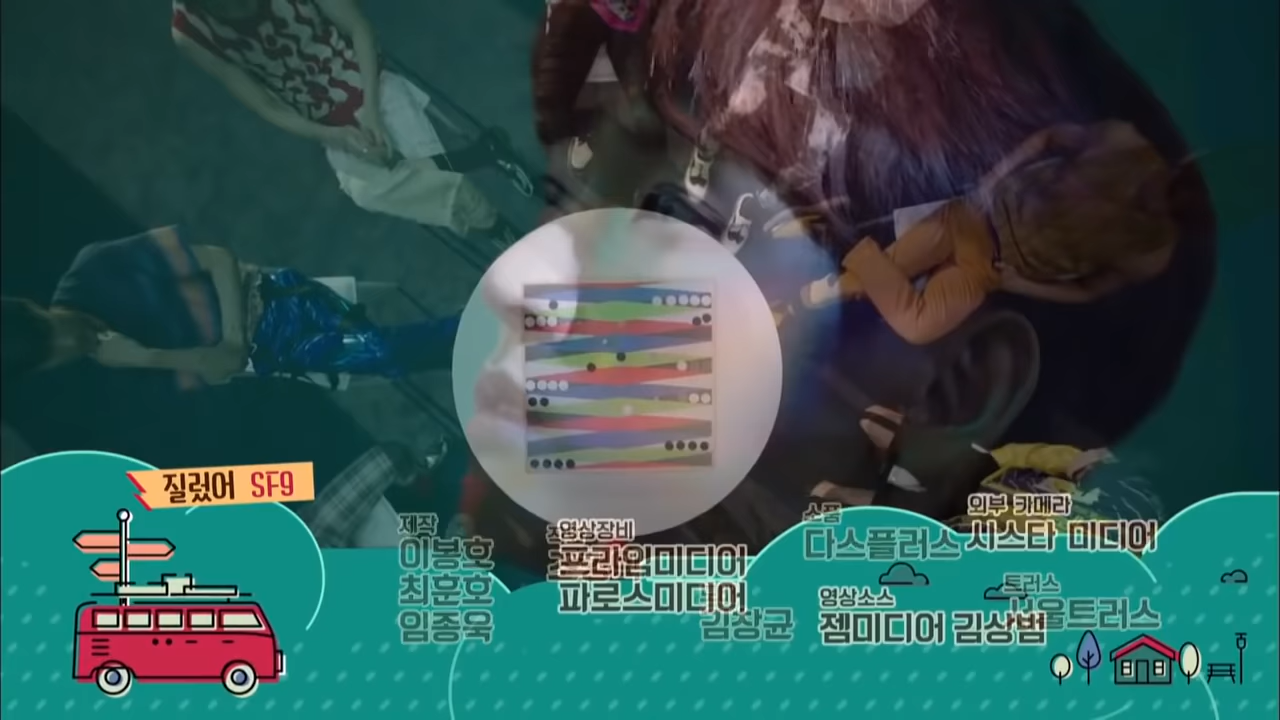 질렀어 SF9
제작
이봉호
최훈호
임종욱
영상장비
프라임미디어
파로스미디어
김창균
소품
다스플러스
외부 카메라
시스타 미디어
영상소스
젬미디어 김상범
트러스
서울트러스